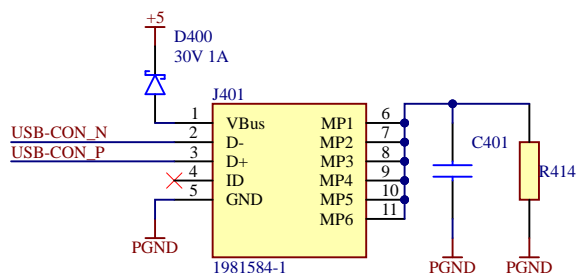 +5
D400
30V 1A
J401
USB-CON_N
USB-CON_P
1 VBus
2 D-
3 D+
4 ID
5 GND
MP1 6
MP2 7
MP3 8
MP4 9
MP5 10
MP6 11
C401
R414
PGND
1981584-1
PGND
PGND